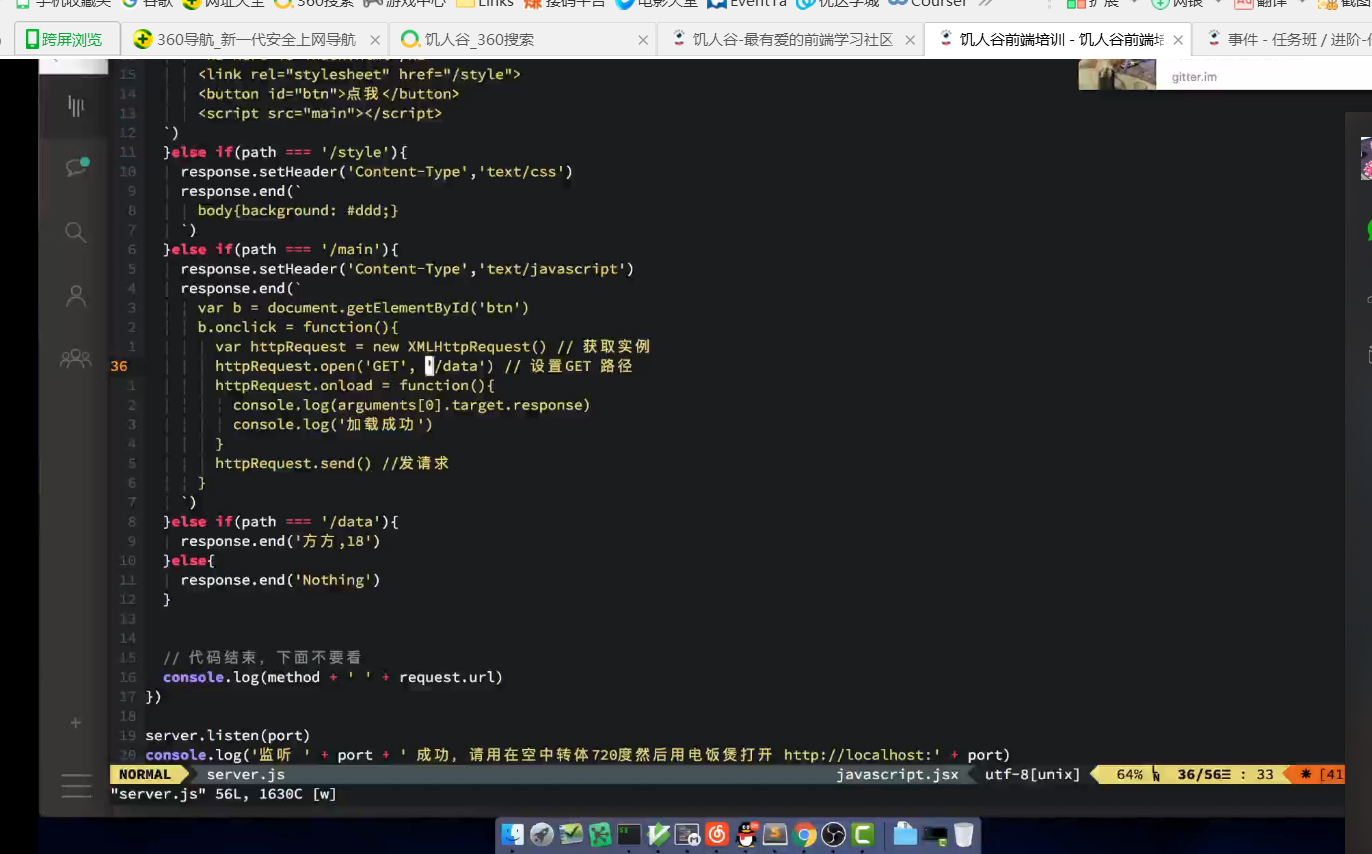 手机收藏夹 谷歌 网址大全 360搜索 游戏中心 Links 接码平台 电影天堂 EventTa 优达学城 Courser 扩展 网银 翻译 截图
跨屏浏览 360导航_新一代安全上网导航 饥人谷_360搜索 饥人谷-最有爱的前端学习社区 饥人谷前端培训 - 饥人谷前端培 事件 - 任务班 / 进阶-
gitter.im
15 <link rel="stylesheet" href="/style">
14 <button id="btn">点我</button>
13 <script src="main"></script>
12 `)
11 }else if(path === '/style'){
10 response.setHeader('Content-Type','text/css')
9 response.end(`
8 body{background: #ddd;}
7 `)
6 }else if(path === '/main'){
5 response.setHeader('Content-Type','text/javascript')
4 response.end(`
3 var b = document.getElementById('btn')
2 b.onclick = function(){
1 var httpRequest = new XMLHttpRequest() // 获取实例
36 httpRequest.open('GET', '/data') // 设置GET 路径
1 httpRequest.onload = function(){
2 console.log(arguments[0].target.response)
3 console.log('加载成功')
4 }
5 httpRequest.send() //发请求
6 }
7 `)
8 }else if(path === '/data'){
9 response.end('方方,18')
10 }else{
11 response.end('Nothing')
12 }
13
14
15 // 代码结束, 下面不要看
16 console.log(method + ' ' + request.url)
17 })
18
19 server.listen(port)
20 console.log('监听 ' + port + ' 成功, 请用在空中转体720度然后用电饭煲打开 http://localhost:' + port)
NORMAL server.js javascript.jsx utf-8[unix] 64% 36/56 : 33 [41
"server.js" 56L, 1630C [w]